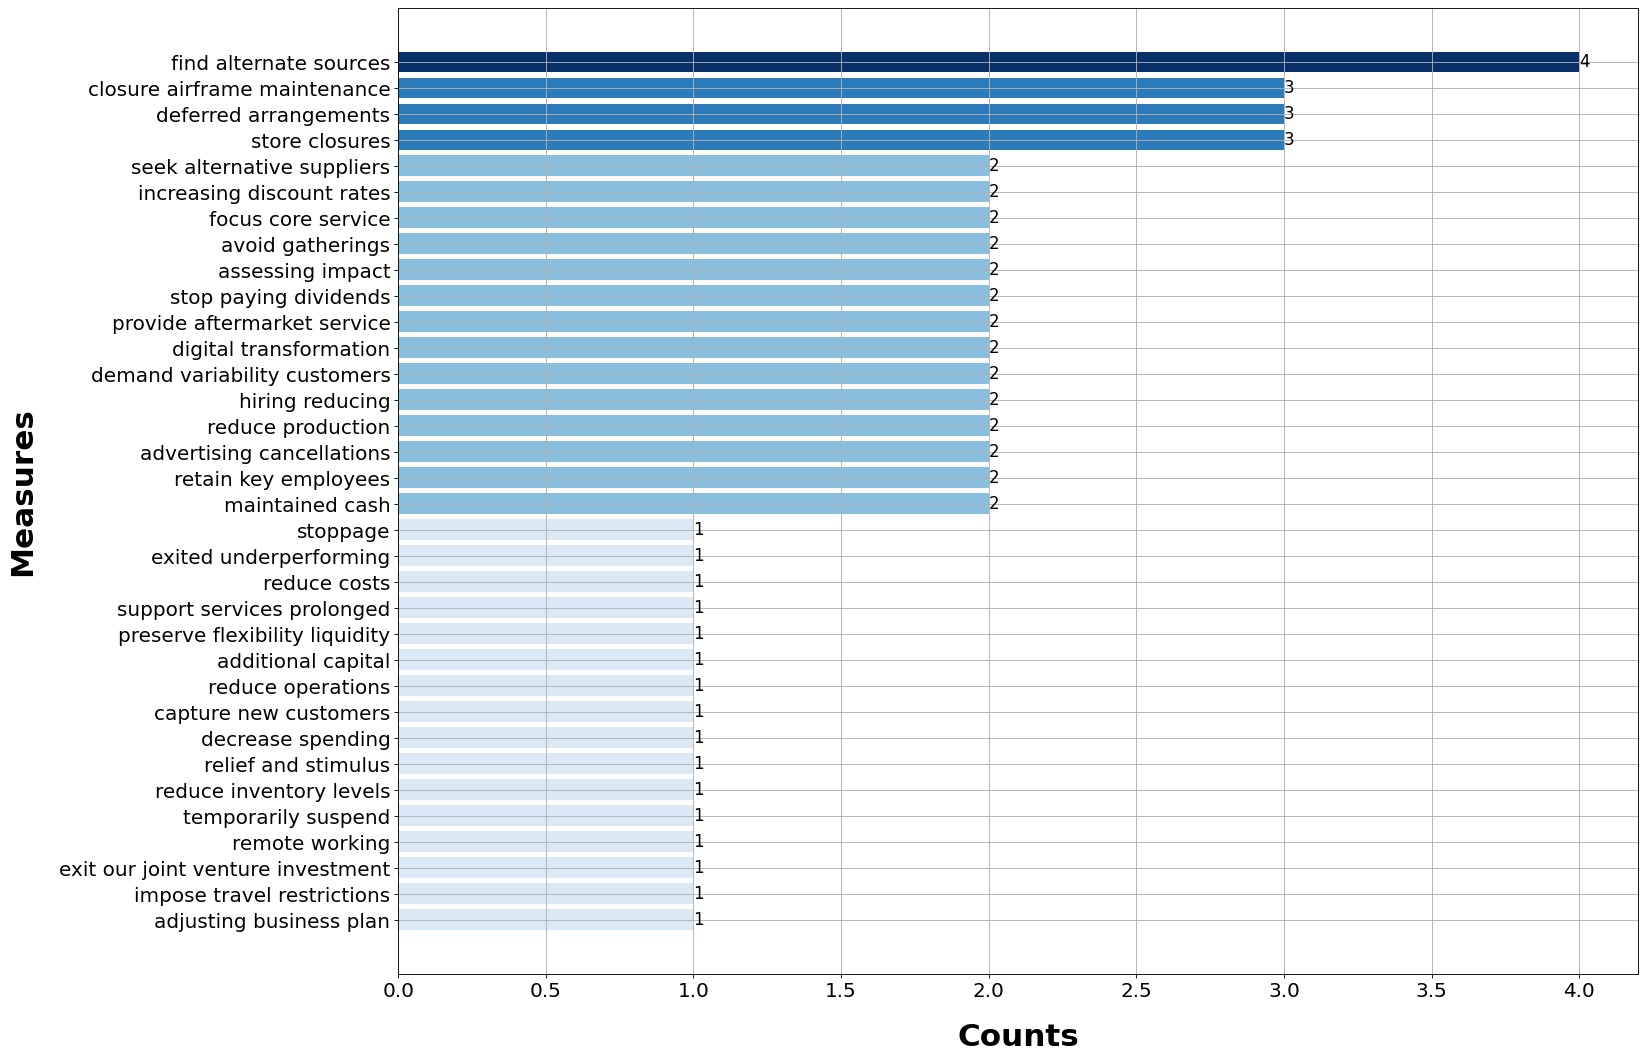 find alternate sources 4
closure airframe maintenance 3
deferred arrangements 3
store closures 3
seek alternative suppliers 2
increasing discount rates 2
focus core service 2
avoid gatherings 2
assessing impact 2
stop paying dividends 2
provide aftermarket service 2
digital transformation 2
demand variability customers 2
hiring reducing 2
reduce production 2
advertising cancellations 2
retain key employees 2
maintained cash 2
stoppage 1
exited underperforming 1
reduce costs 1
support services prolonged 1
preserve flexibility liquidity 1
additional capital 1
reduce operations 1
capture new customers 1
decrease spending 1
relief and stimulus 1
reduce inventory levels 1
temporarily suspend 1
remote working 1
exit our joint venture investment 1
impose travel restrictions 1
adjusting business plan 1
Measures
0.0 0.5 1.0 1.5 2.0 2.5 3.0 3.5 4.0
Counts